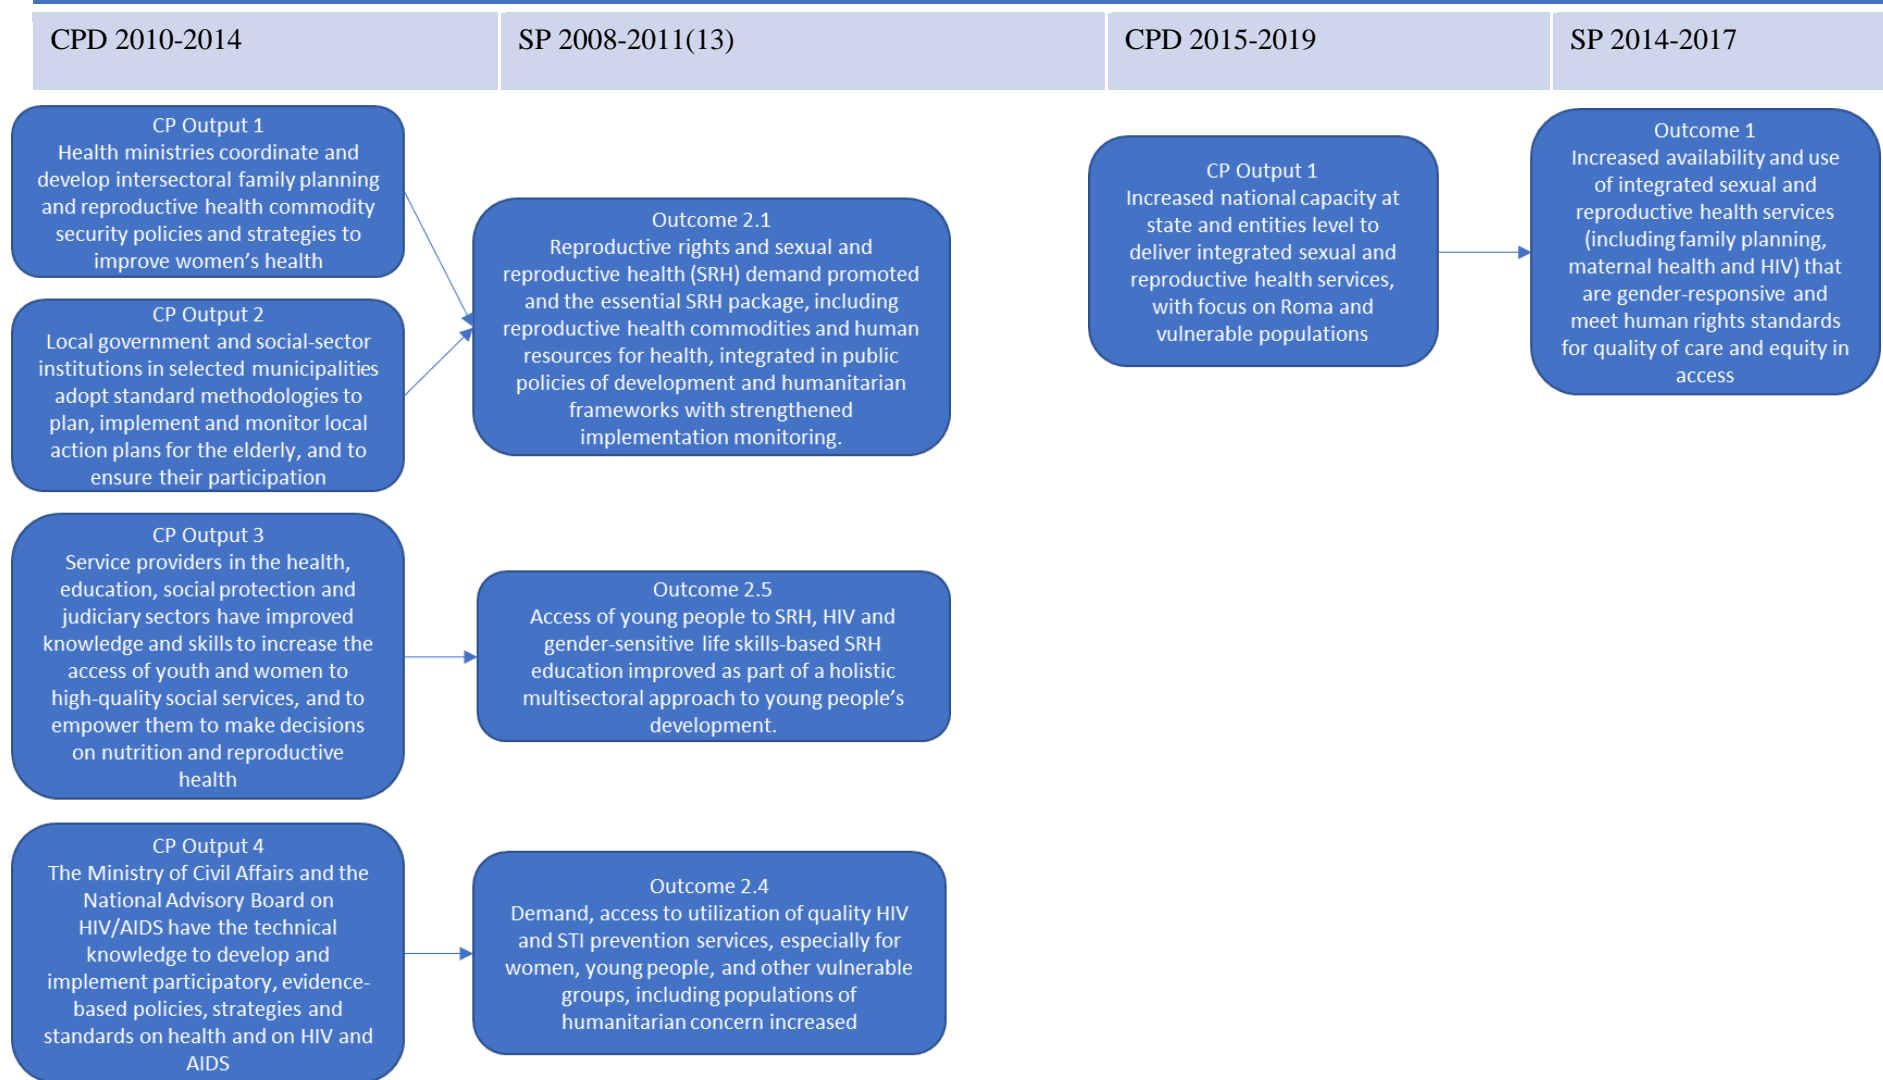 CPD 2010-2014
SP 2008-2011(13)
CPD 2015-2019
SP 2014-2017
CP Output 1
Health ministries coordinate and
develop intersectoral family planning
and reproductive health commodity
security policies and strategies to
improve women's health
CP Output 2
Local government and social-sector
institutions in selected municipalities
adopt standard methodologies to
plan, implement and monitor local
action plans for the elderly, and to
ensure their participation
CP Output 3
Service providers in the health,
education, social protection and
judiciary sectors have improved
knowledge and skills to increase the
access of youth and women to
high-quality social services, and to
empower them to make decisions
on nutrition and reproductive
health
CP Output 4
The Ministry of Civil Affairs and the
National Advisory Board on
HIV/AIDS have the technical
knowledge to develop and
implement participatory, evidence-
based policies, strategies and
standards on health and on HIV and
AIDS
Outcome 2.1
Reproductive rights and sexual and
reproductive health (SRH) demand promoted
and the essential SRH package, including
reproductive health commodities and human
resources for health, integrated in public
policies of development and humanitarian
frameworks with strengthened
implementation monitoring.
Outcome 2.5
Access of young people to SRH, HIV and
gender-sensitive life skills-based SRH
education improved as part of a holistic
multisectoral approach to young people's
development.
Outcome 2.4
Demand, access to utilization of quality HIV
and STI prevention services, especially for
women, young people, and other vulnerable
groups, including populations of
humanitarian concern increased
CP Output 1
Increased national capacity at
state and entities level to
deliver integrated sexual and
reproductive health services,
with focus on Roma and
vulnerable populations
Outcome 1
Increased availability and use
of integrated sexual and
reproductive health services
(including family planning,
maternal health and HIV) that
are gender-responsive and
meet human rights standards
for quality of care and equity in
access